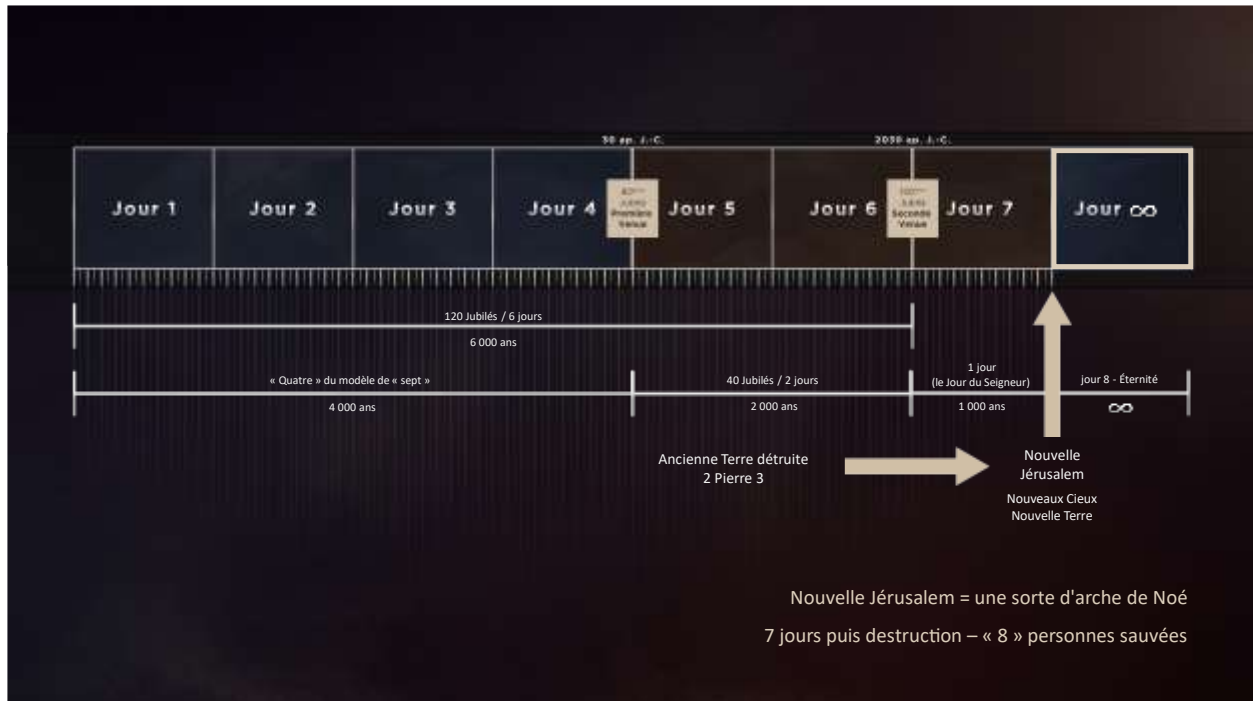 30 ap. J.-C.
2030 ap. J.-C.
Jour 1
Jour 2
Jour 3
Jour 4
Jour 5
Jour 6
Jour 7
Jour ∞
Jubilé
Première
Venue
Jubilé
Seconde
Venue
120 Jubilés / 6 jours
6 000 ans
« Quatre » du modèle de « sept »
4 000 ans
40 Jubilés / 2 jours
2 000 ans
1 jour
(le Jour du Seigneur)
1 000 ans
jour 8 - Éternité
∞
Ancienne Terre détruite
2 Pierre 3
Nouvelle
Jérusalem
Nouveaux Cieux
Nouvelle Terre
Nouvelle Jérusalem = une sorte d'arche de Noé
7 jours puis destruction – « 8 » personnes sauvées